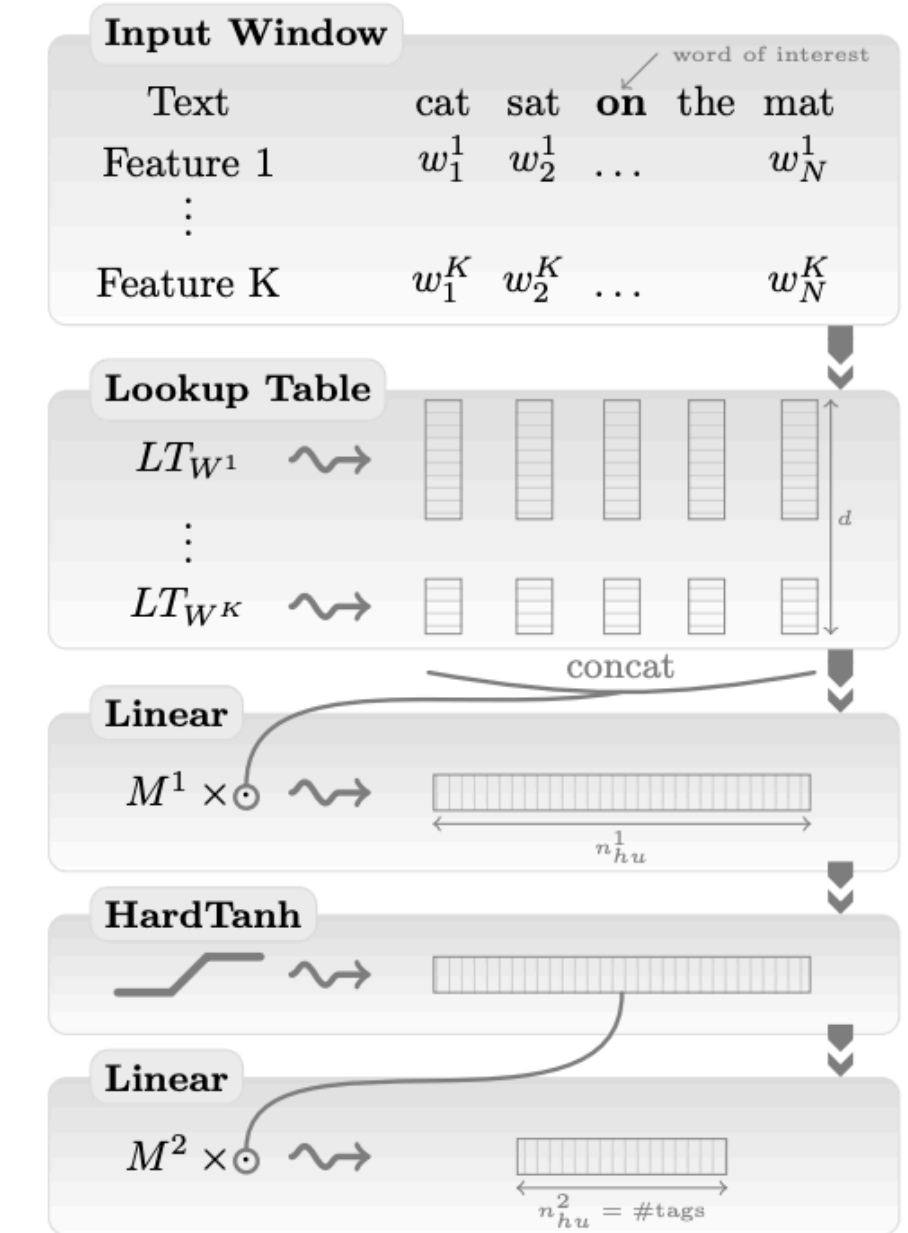 Input Window
word of interest
Text cat sat on the mat
Feature 1 w_1^1 w_2^1 ... w_N^1
⋮
Feature K w_1^K w_2^K ... w_N^K
Lookup Table
LT_{W^1}
d
⋮
LT_{W^K}
concat
Linear
M^1 × ⊙
n_{hu}^1
HardTanh
Linear
M^2 × ⊙
n_{hu}^2 = #tags